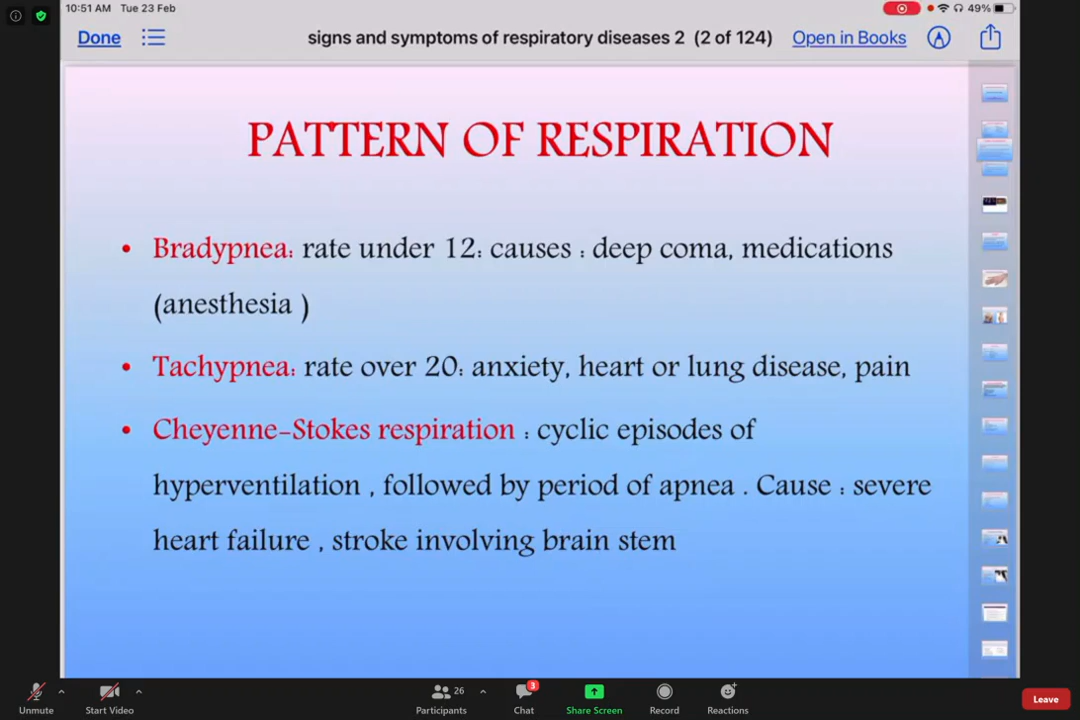 10:51 AM Tue 23 Feb 49%
Done signs and symptoms of respiratory diseases 2 (2 of 124) Open in Books
PATTERN OF RESPIRATION
• Bradypnea: rate under 12: causes : deep coma, medications
(anesthesia )
• Tachypnea: rate over 20: anxiety, heart or lung disease, pain
• Cheyenne-Stokes respiration : cyclic episodes of
hyperventilation , followed by period of apnea . Cause : severe
heart failure , stroke involving brain stem
26 3
Unmute Start Video Participants Chat Share Screen Record Reactions Leave